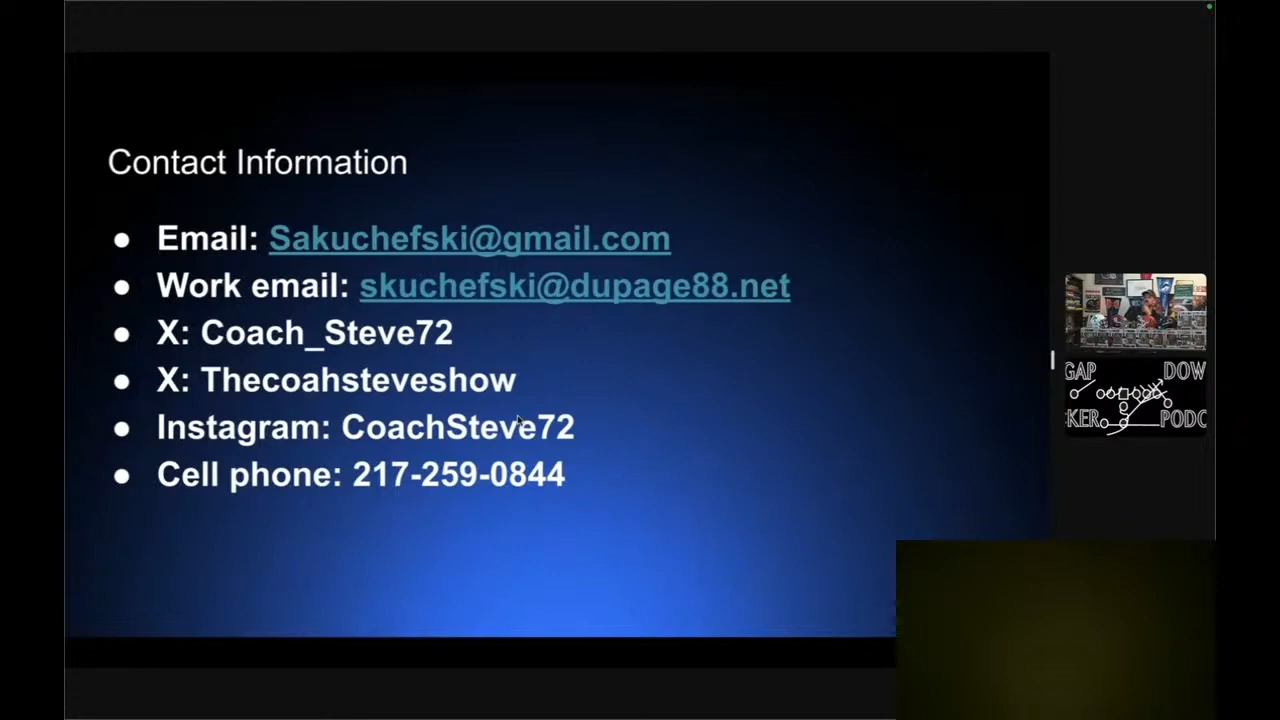 Contact Information
● Email: Sakuchefski@gmail.com
● Work email: skuchefski@dupage88.net
● X: Coach_Steve72
● X: Thecoahsteveshow
● Instagram: CoachSteve72
● Cell phone: 217-259-0844
GAP DOW
CKER PODC